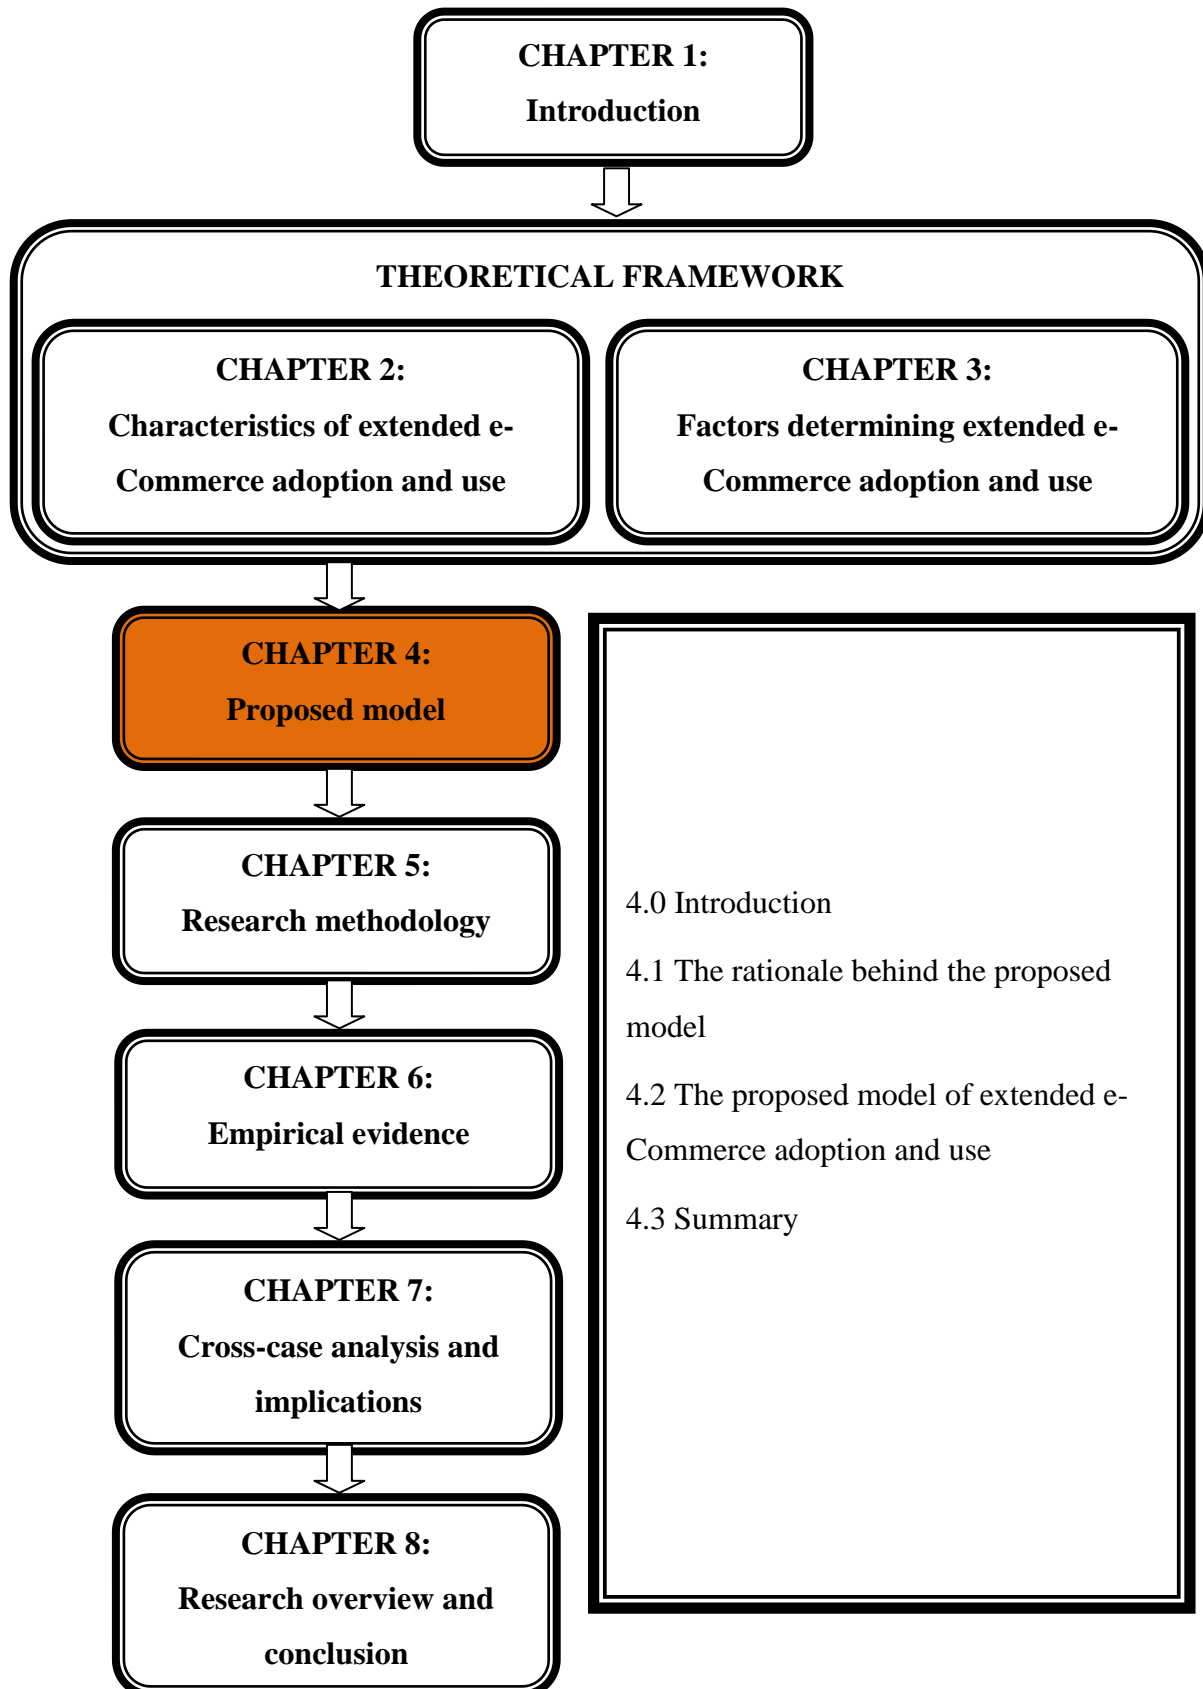 CHAPTER 1:
Introduction
THEORETICAL FRAMEWORK
CHAPTER 2:
Characteristics of extended e-
Commerce adoption and use
CHAPTER 3:
Factors determining extended e-
Commerce adoption and use
CHAPTER 4:
Proposed model
CHAPTER 5:
Research methodology
CHAPTER 6:
Empirical evidence
CHAPTER 7:
Cross-case analysis and
implications
CHAPTER 8:
Research overview and
conclusion
4.0 Introduction
4.1 The rationale behind the proposed
model
4.2 The proposed model of extended e-
Commerce adoption and use
4.3 Summary